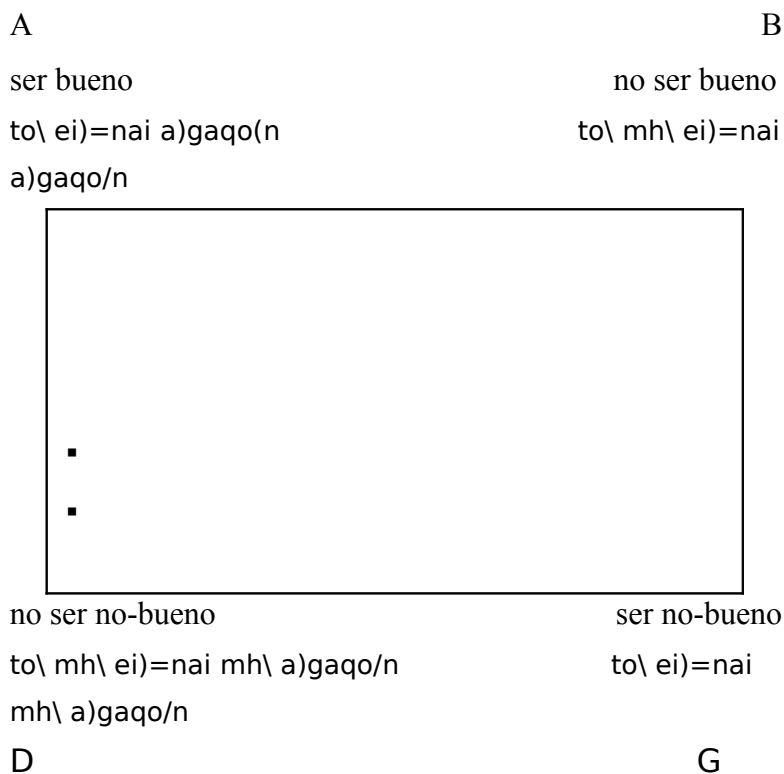 A B
ser bueno no ser bueno
to\ ei)=nai a)gaqo(n to\ mh\ ei)=nai
a)gaqo/n
no ser no-bueno ser no-bueno
to\ mh\ ei)=nai mh\ a)gaqo/n to\ ei)=nai
mh\ a)gaqo/n
D G